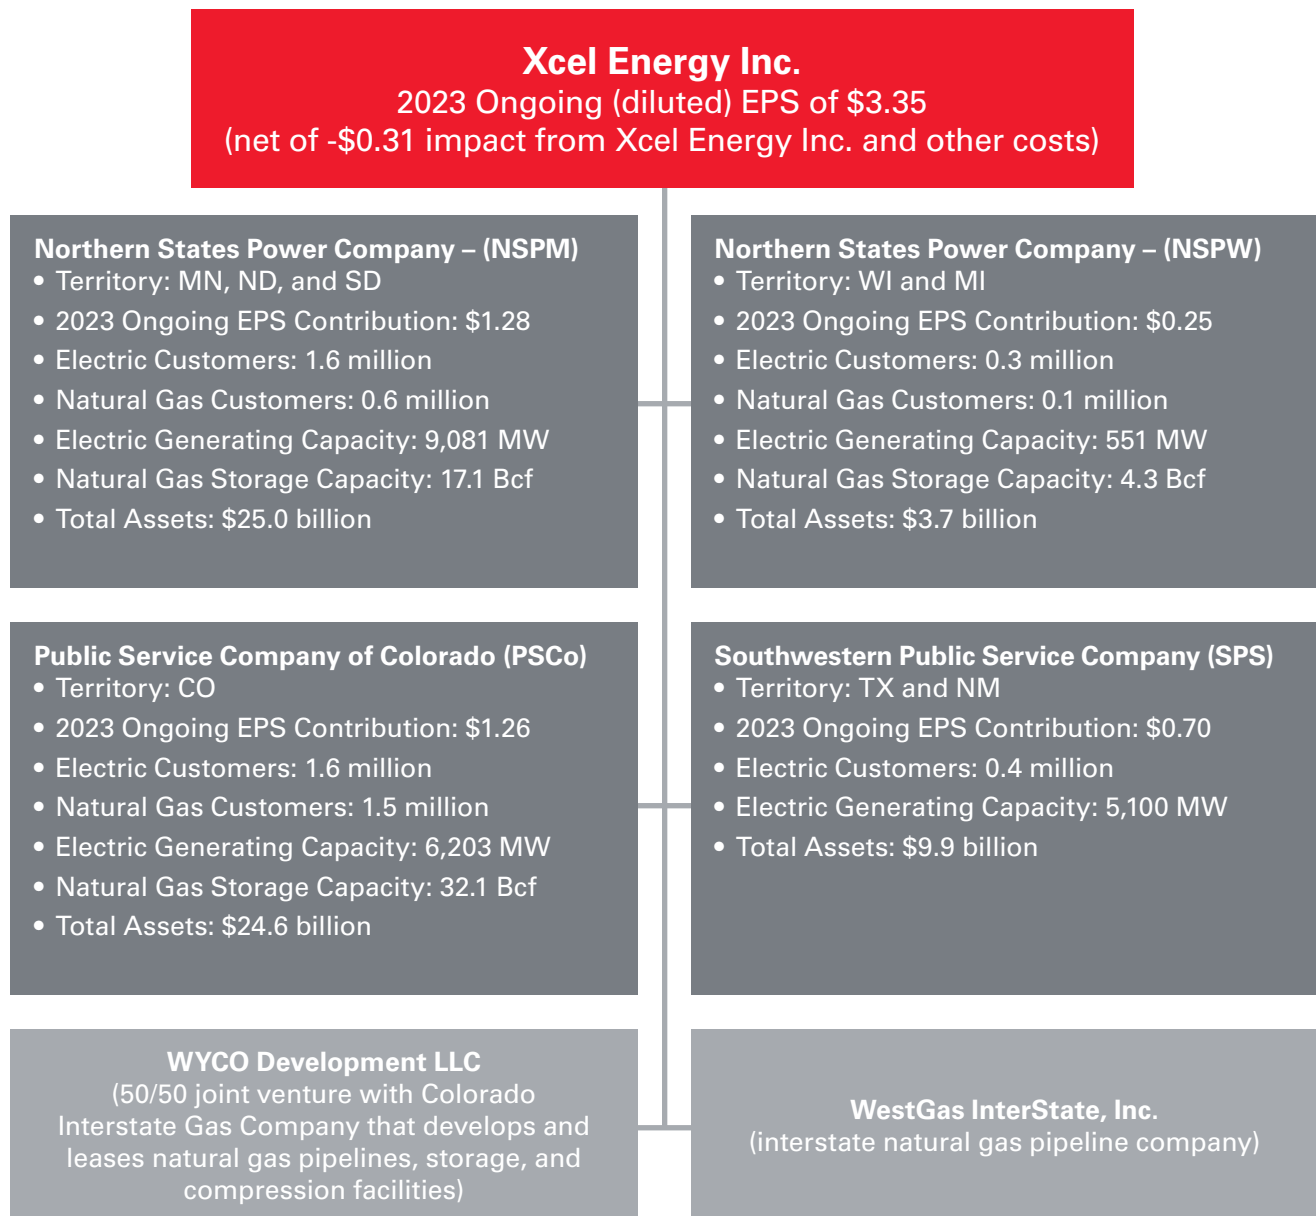 Xcel Energy Inc.
2023 Ongoing (diluted) EPS of $3.35
(net of -$0.31 impact from Xcel Energy Inc. and other costs)
Northern States Power Company – (NSPM)
• Territory: MN, ND, and SD
• 2023 Ongoing EPS Contribution: $1.28
• Electric Customers: 1.6 million
• Natural Gas Customers: 0.6 million
• Electric Generating Capacity: 9,081 MW
• Natural Gas Storage Capacity: 17.1 Bcf
• Total Assets: $25.0 billion
Northern States Power Company – (NSPW)
• Territory: WI and MI
• 2023 Ongoing EPS Contribution: $0.25
• Electric Customers: 0.3 million
• Natural Gas Customers: 0.1 million
• Electric Generating Capacity: 551 MW
• Natural Gas Storage Capacity: 4.3 Bcf
• Total Assets: $3.7 billion
Public Service Company of Colorado (PSCo)
• Territory: CO
• 2023 Ongoing EPS Contribution: $1.26
• Electric Customers: 1.6 million
• Natural Gas Customers: 1.5 million
• Electric Generating Capacity: 6,203 MW
• Natural Gas Storage Capacity: 32.1 Bcf
• Total Assets: $24.6 billion
Southwestern Public Service Company (SPS)
• Territory: TX and NM
• 2023 Ongoing EPS Contribution: $0.70
• Electric Customers: 0.4 million
• Electric Generating Capacity: 5,100 MW
• Total Assets: $9.9 billion
WYCO Development LLC
(50/50 joint venture with Colorado
Interstate Gas Company that develops and
leases natural gas pipelines, storage, and
compression facilities)
WestGas InterState, Inc.
(interstate natural gas pipeline company)